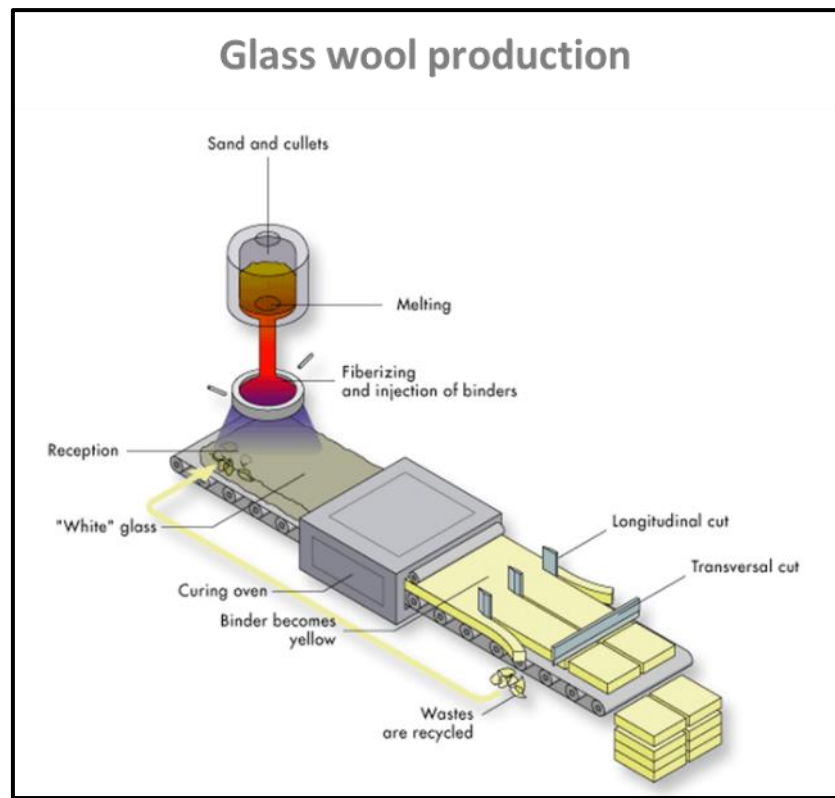 Glass wool production
Sand and cullets
Melting
Fiberizing
and injection of binders
Reception
"White" glass
Longitudinal cut
Transversal cut
Curing oven
Binder becomes
yellow
Wastes
are recycled